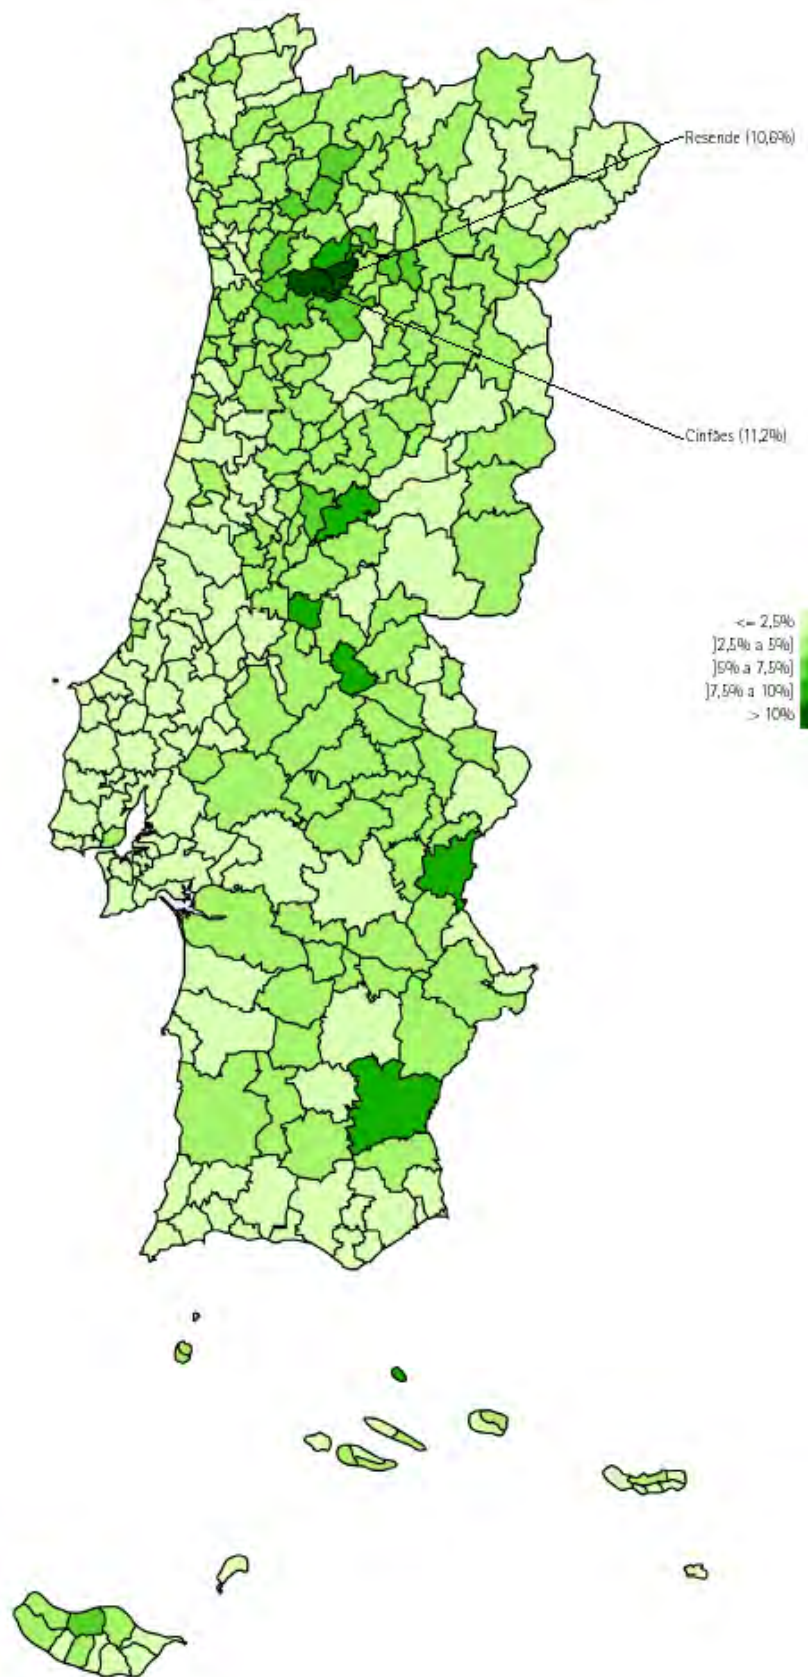 Resende (10,6%)
Cinfães (11,2%)
<= 2,5%
]2,5% a 5%]
]5% a 7,5%]
]7,5% a 10%]
> 10%